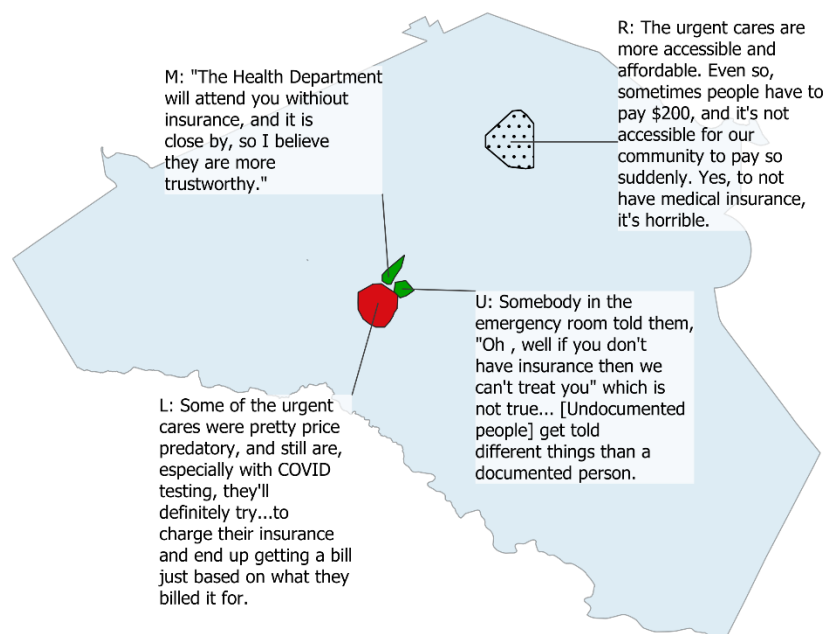 M: "The Health Department
will attend you withiout
insurance, and it is
close by, so I believe
they are more
trustworthy."
R: The urgent cares are
more accessible and
affordable. Even so,
sometimes people have to
pay $200, and it's not
accessible for our
community to pay so
suddenly. Yes, to not
have medical insurance,
it's horrible.
U: Somebody in the
emergency room told them,
"Oh , well if you don't
have insurance then we
can't treat you" which is
not true... [Undocumented
people] get told
different things than a
documented person.
L: Some of the urgent
cares were pretty price
predatory, and still are,
especially with COVID
testing, they'll
definitely try...to
charge their insurance
and end up getting a bill
just based on what they
billed it for.